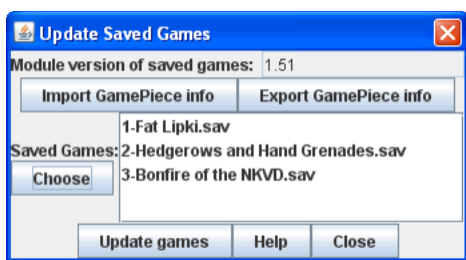 Update Saved Games
Module version of saved games: 1.51
Import GamePiece info Export GamePiece info
1-Fat Lipki.sav
Saved Games: 2-Hedgerows and Hand Grenades.sav
Choose 3-Bonfire of the NKVD.sav
Update games Help Close